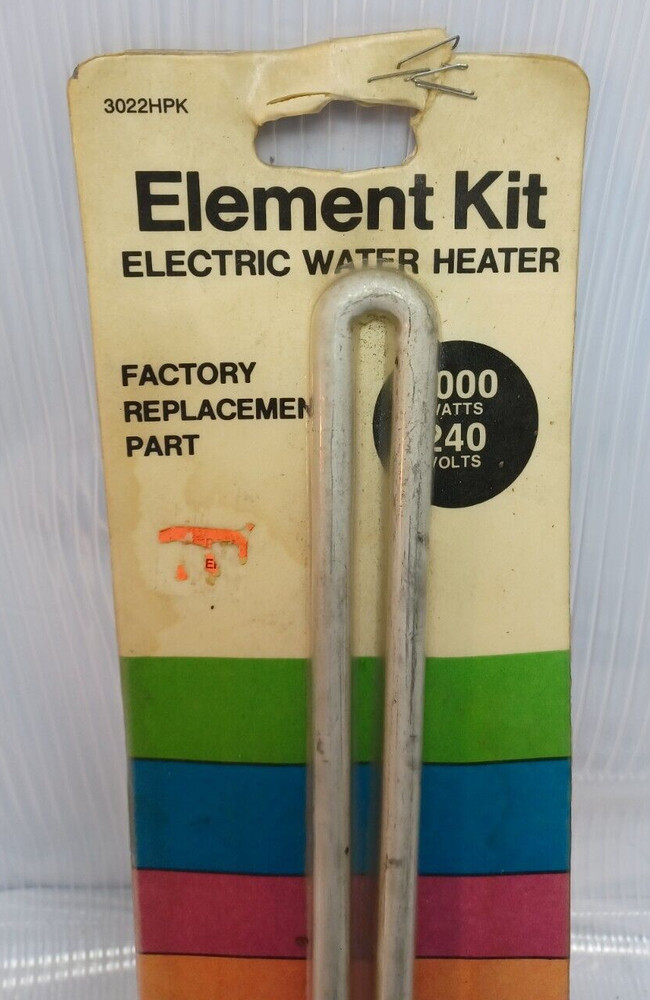 3022HPK
Element Kit
ELECTRIC WATER HEATER
FACTORY
REPLACEMEN
PART
000
WATTS
240
VOLTS